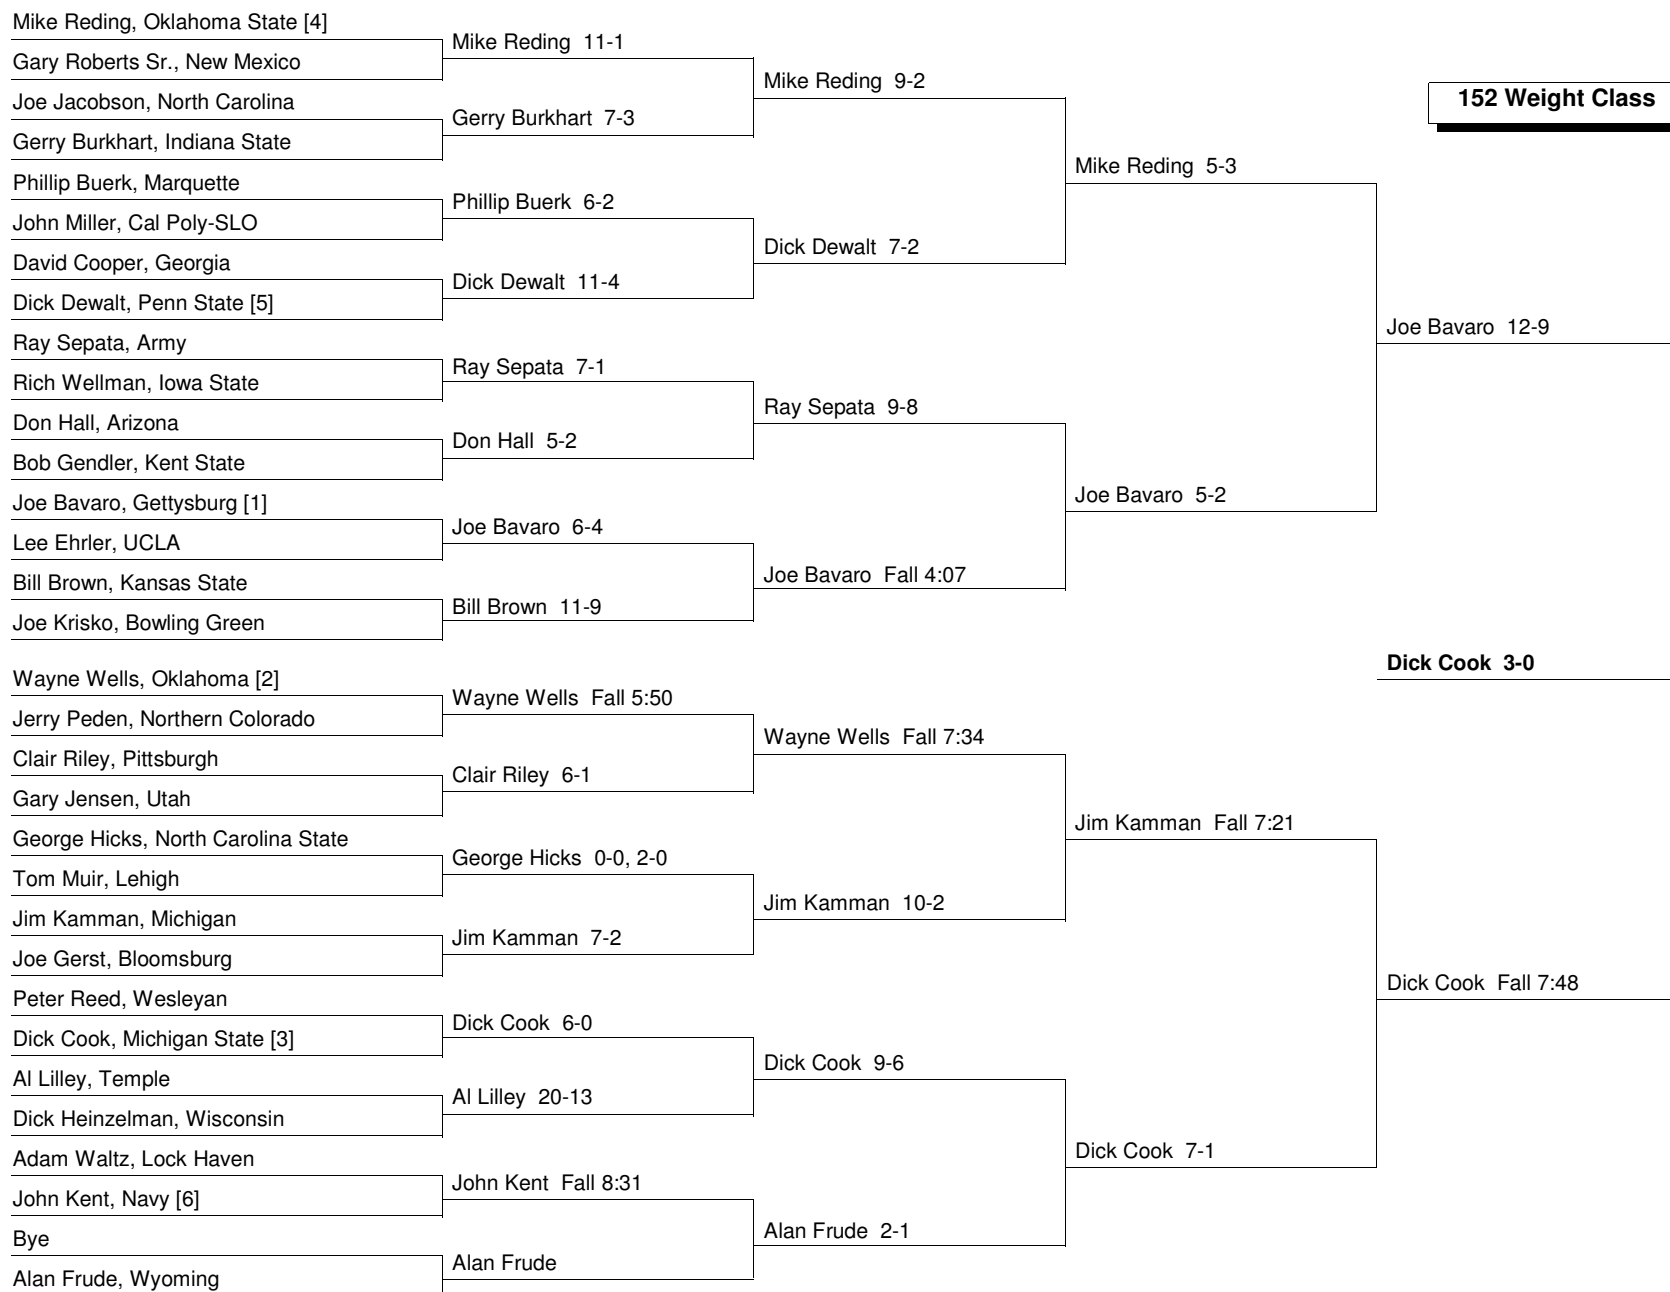 Mike Reding, Oklahoma State [4]
Gary Roberts Sr., New Mexico
Joe Jacobson, North Carolina
Gerry Burkhart, Indiana State
Phillip Buerk, Marquette
John Miller, Cal Poly-SLO
David Cooper, Georgia
Dick Dewalt, Penn State [5]
Ray Sepata, Army
Rich Wellman, Iowa State
Don Hall, Arizona
Bob Gendler, Kent State
Joe Bavaro, Gettysburg [1]
Lee Ehrler, UCLA
Bill Brown, Kansas State
Joe Krisko, Bowling Green
Wayne Wells, Oklahoma [2]
Jerry Peden, Northern Colorado
Clair Riley, Pittsburgh
Gary Jensen, Utah
George Hicks, North Carolina State
Tom Muir, Lehigh
Jim Kamman, Michigan
Joe Gerst, Bloomsburg
Peter Reed, Wesleyan
Dick Cook, Michigan State [3]
Al Lilley, Temple
Dick Heinzelman, Wisconsin
Adam Waltz, Lock Haven
John Kent, Navy [6]
Bye
Alan Frude, Wyoming
Mike Reding 11-1
Gerry Burkhart 7-3
Phillip Buerk 6-2
Dick Dewalt 11-4
Ray Sepata 7-1
Don Hall 5-2
Joe Bavaro 6-4
Bill Brown 11-9
Wayne Wells Fall 5:50
Clair Riley 6-1
George Hicks 0-0, 2-0
Jim Kamman 7-2
Dick Cook 6-0
Al Lilley 20-13
John Kent Fall 8:31
Alan Frude
Mike Reding 9-2
Dick Dewalt 7-2
Ray Sepata 9-8
Joe Bavaro Fall 4:07
Wayne Wells Fall 7:34
Jim Kamman 10-2
Dick Cook 9-6
Alan Frude 2-1
Mike Reding 5-3
Joe Bavaro 5-2
Jim Kamman Fall 7:21
Dick Cook 7-1
152 Weight Class
Joe Bavaro 12-9
Dick Cook 3-0
Dick Cook Fall 7:48